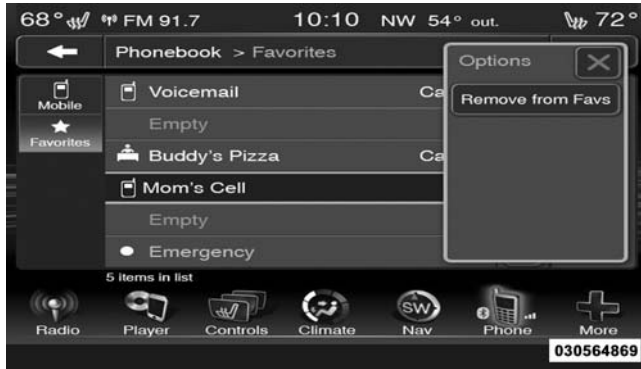 68° FM 91.7 10:10 NW 54° out. 72°
Phonebook > Favorites
Options
Mobile
Favorites
Voicemail Ca
Remove from Favs
Empty
Buddy's Pizza Ca
Mom's Cell
Empty
Emergency
5 items in list
SW
Radio Player Controls Climate Nav Phone More
030564869